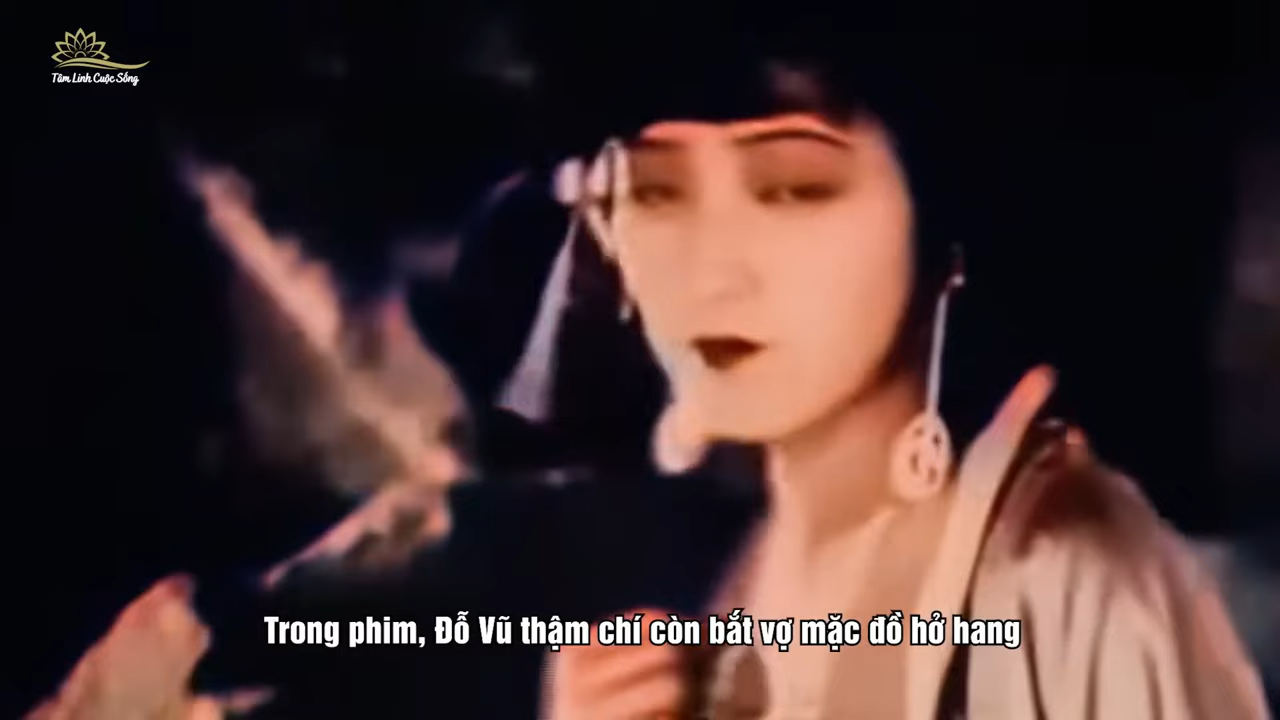 Tâm Linh Cuộc Sống
Trong phim, Đỗ Vũ thậm chí còn bắt vợ mặc đồ hở hang